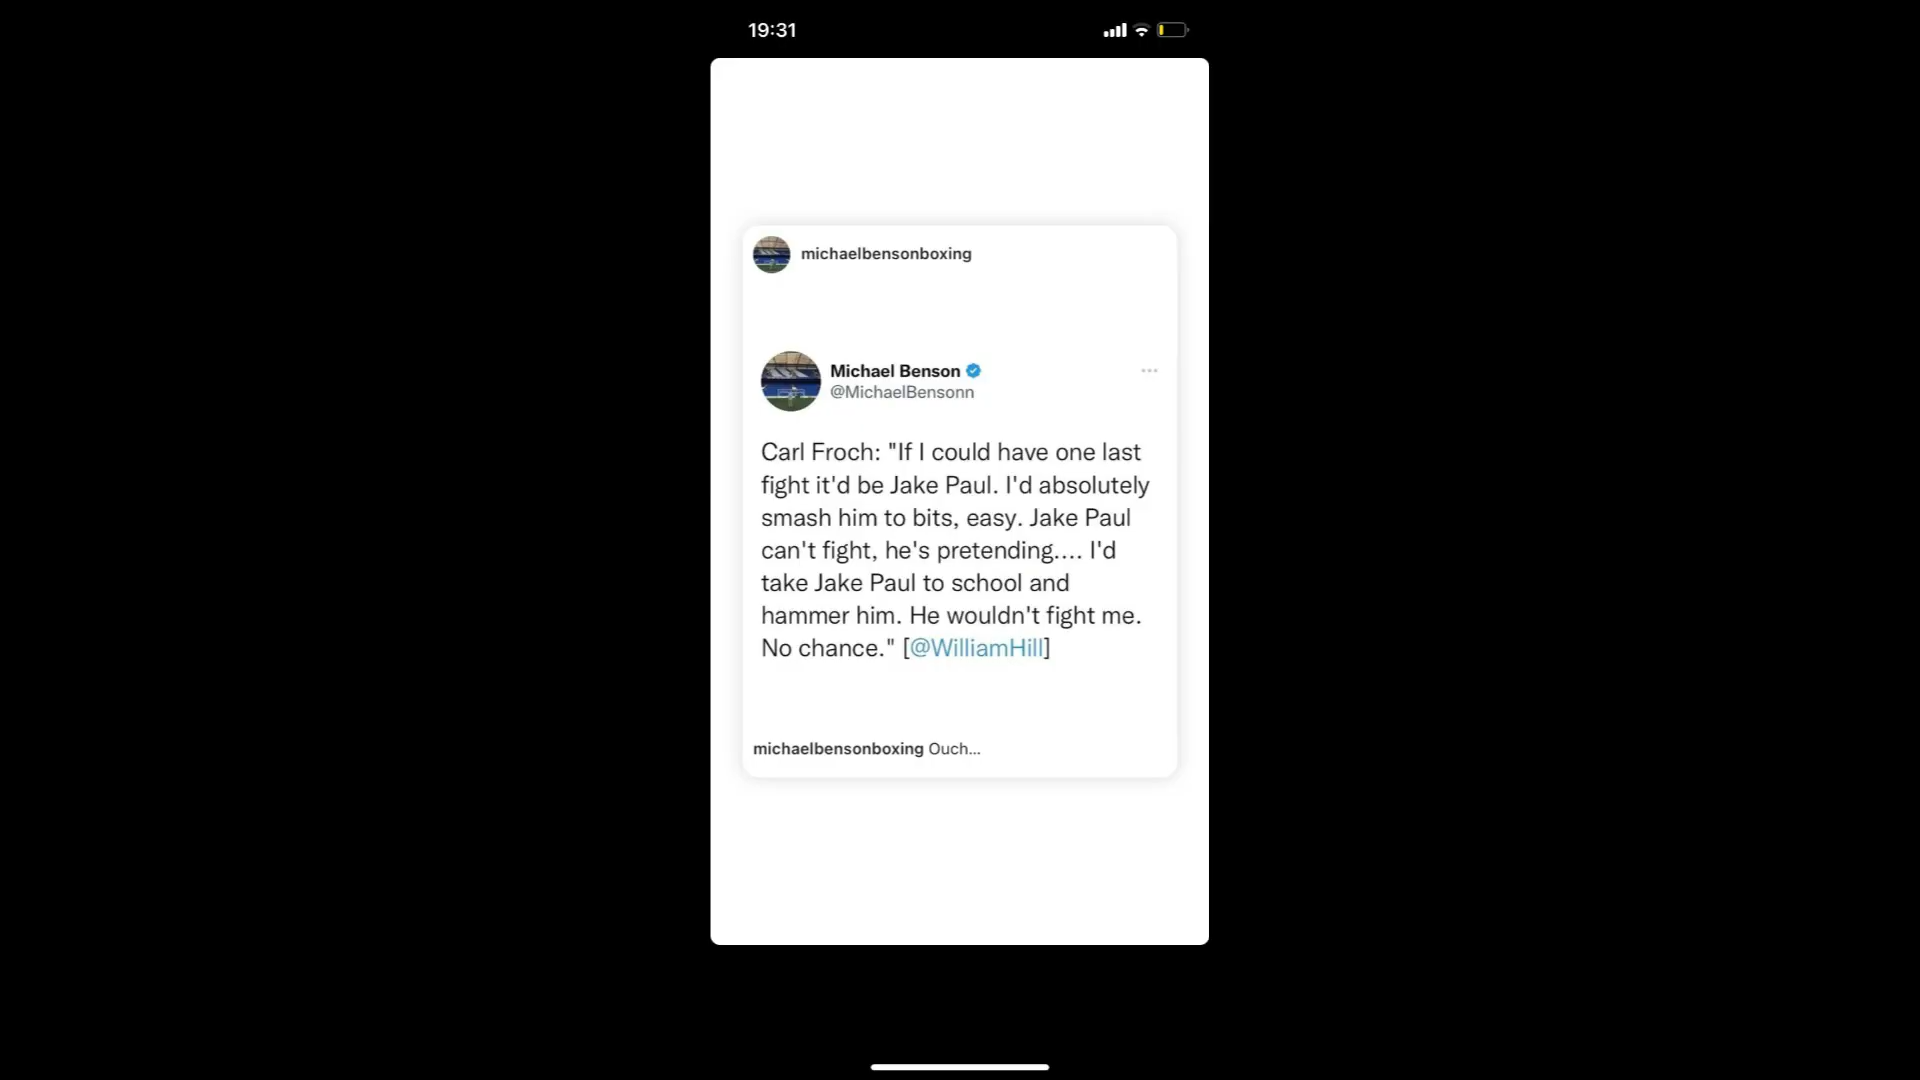 19:31
michaelbensonboxing
Michael Benson
@MichaelBensonn
Carl Froch: "If I could have one last
fight it'd be Jake Paul. I'd absolutely
smash him to bits, easy. Jake Paul
can't fight, he's pretending.... I'd
take Jake Paul to school and
hammer him. He wouldn't fight me.
No chance." [@WilliamHill]
michaelbensonboxing Ouch...